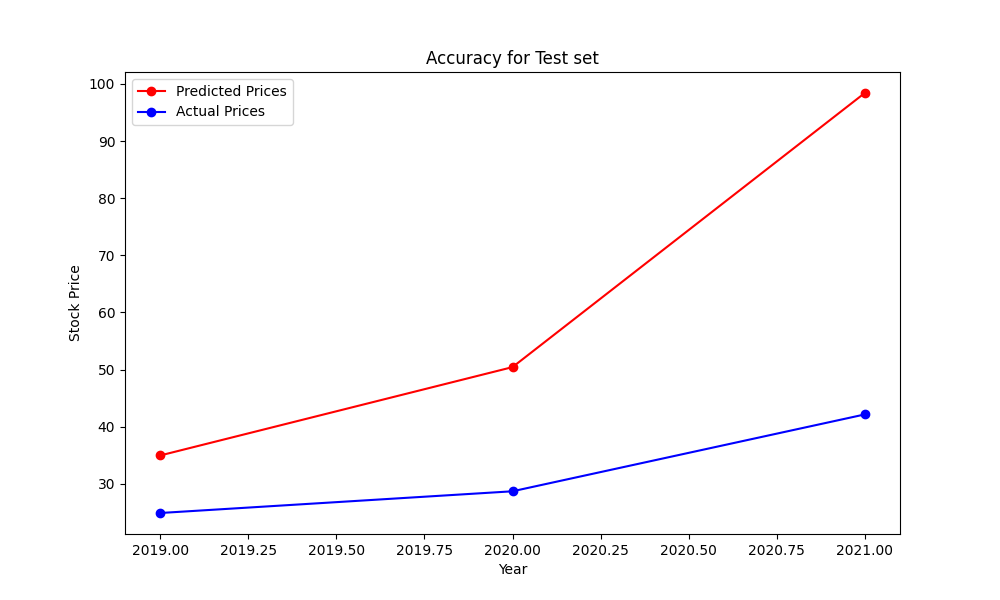 Accuracy for Test set
Predicted Prices
Actual Prices
100
90
80
70
60
50
40
30
Stock Price
2019.00 2019.25 2019.50 2019.75 2020.00 2020.25 2020.50 2020.75 2021.00
Year